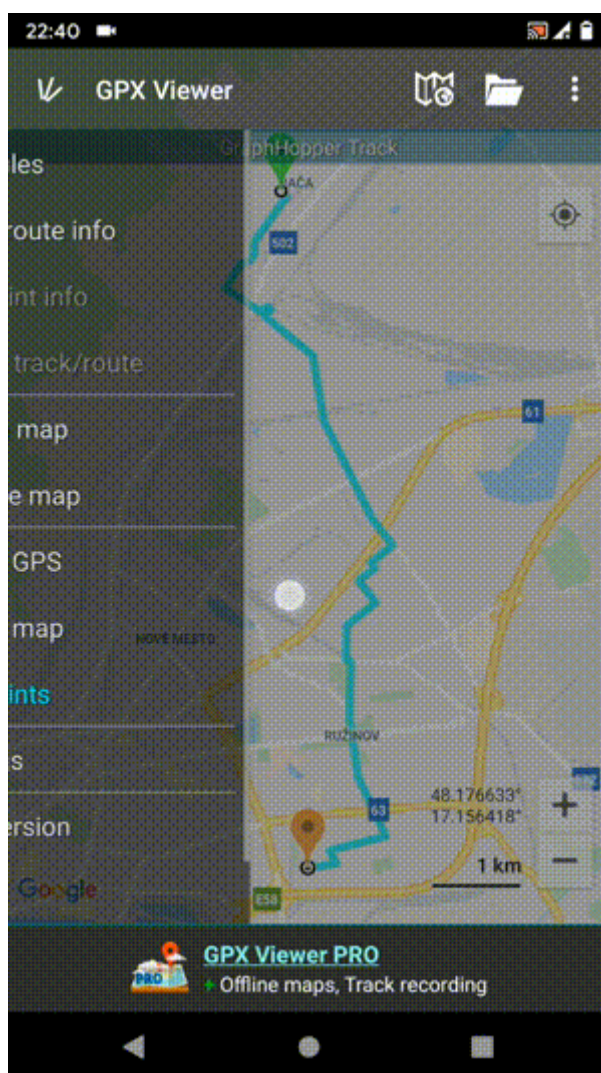 22:40
GPX Viewer
GraphHopper Track
les
AČA
route info
502
int info
track/route
61
map
e map
GPS
map
NOVÉ MESTO
ints
RUŽINOV
s
48.176633°
17.156418°
63
ersion
1 km
Google
E58
GPX Viewer PRO
PRO
+ Offline maps, Track recording